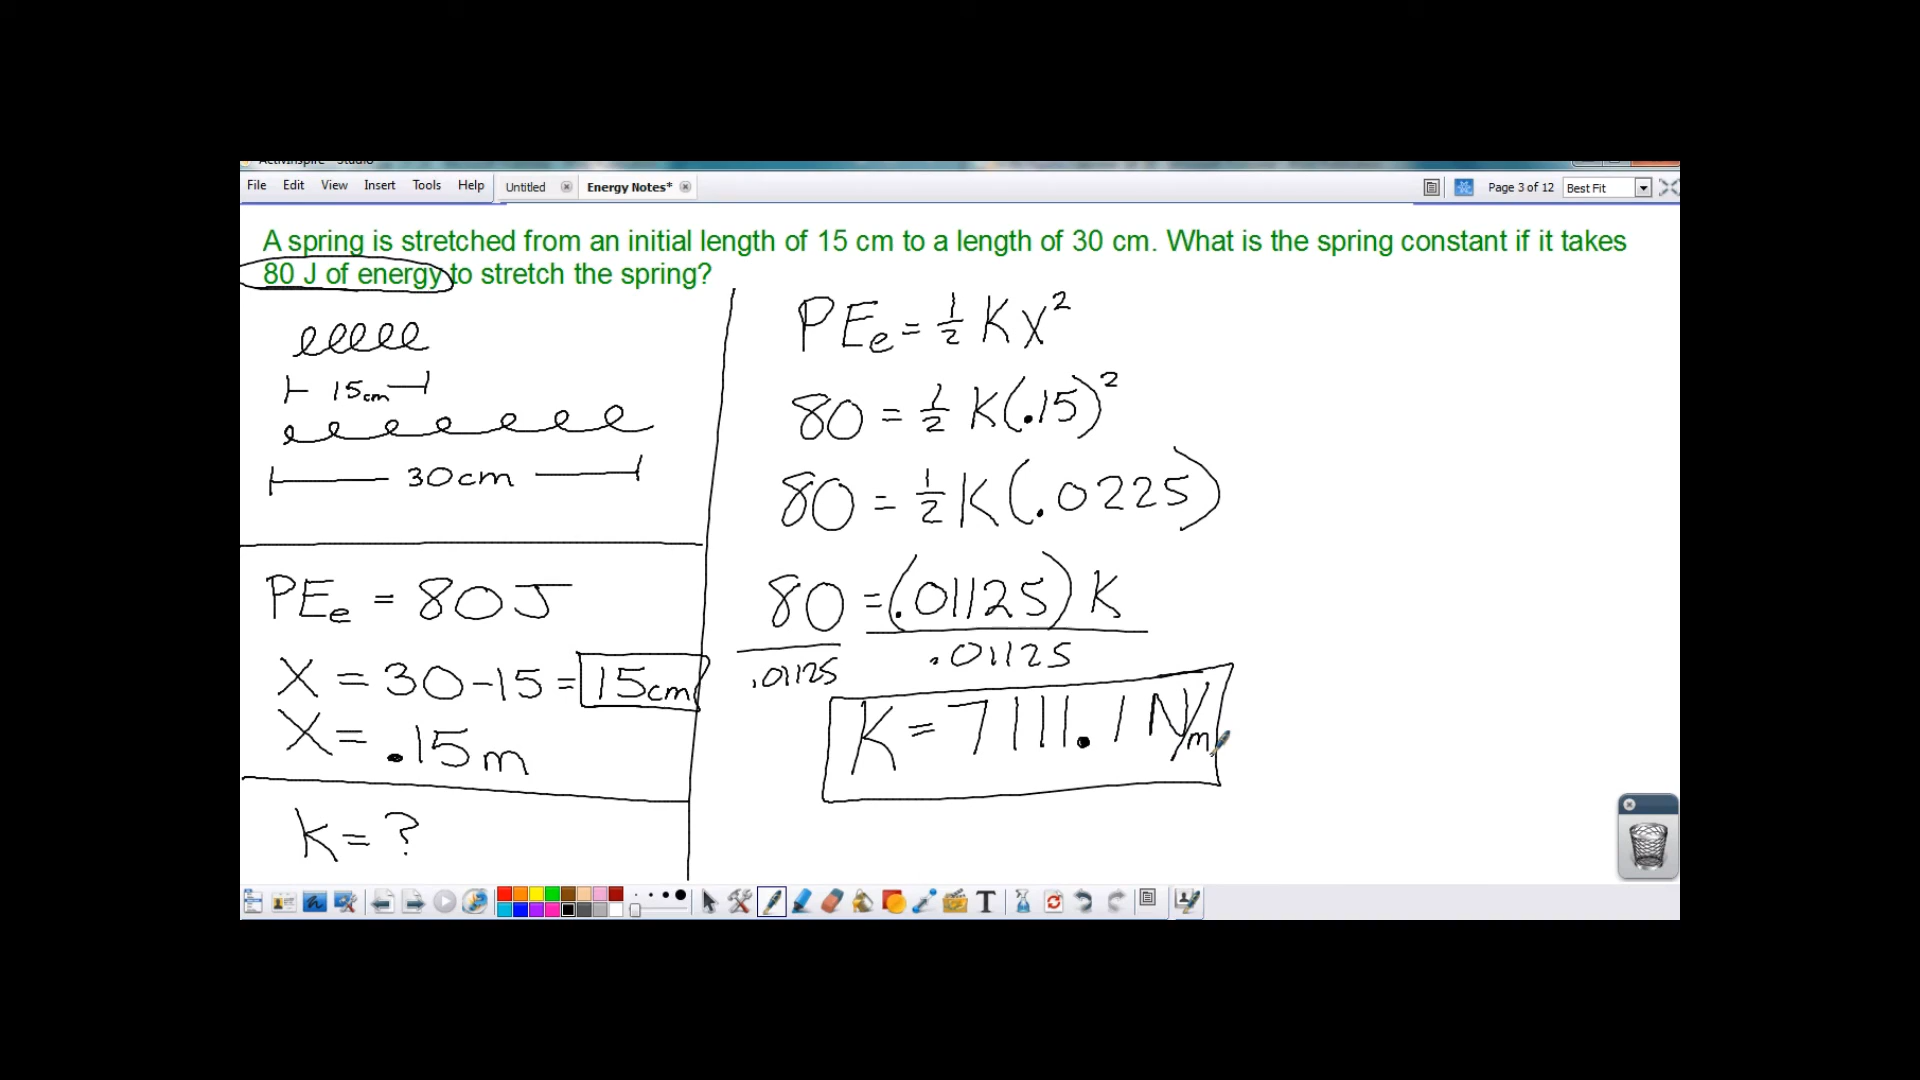 ActivInspire - Studio
File Edit View Insert Tools Help Untitled Energy Notes* Page 3 of 12 Best Fit
A spring is stretched from an initial length of 15 cm to a length of 30 cm. What is the spring constant if it takes
80 J of energy to stretch the spring?
15cm
30cm
PEe = 80J
X = 30-15 = 15cm
X = .15m
K = ?
PEe = 1/2 KX²
80 = 1/2 K(.15)²
80 = 1/2 K(.0225)
80 = (.01125) K
.01125 .01125
K = 7111.1 N/m
T